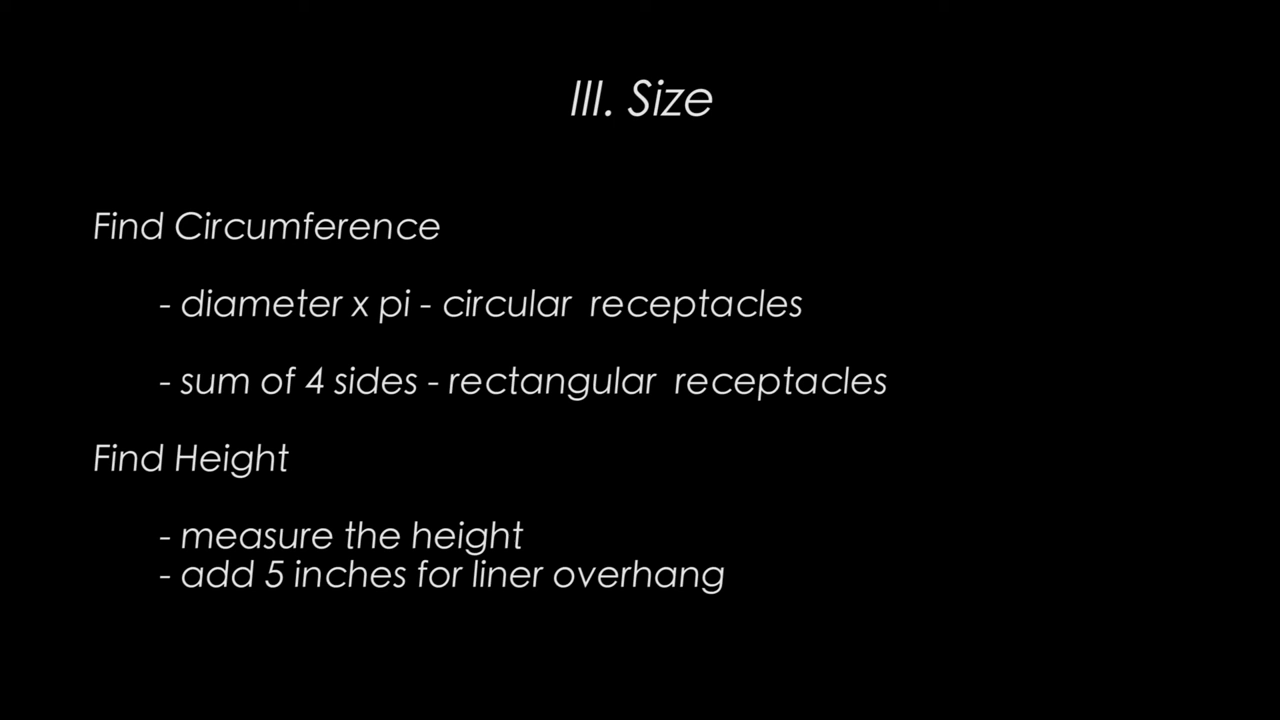 III. Size
Find Circumference
- diameter x pi - circular receptacles
- sum of 4 sides - rectangular receptacles
Find Height
- measure the height
- add 5 inches for liner overhang